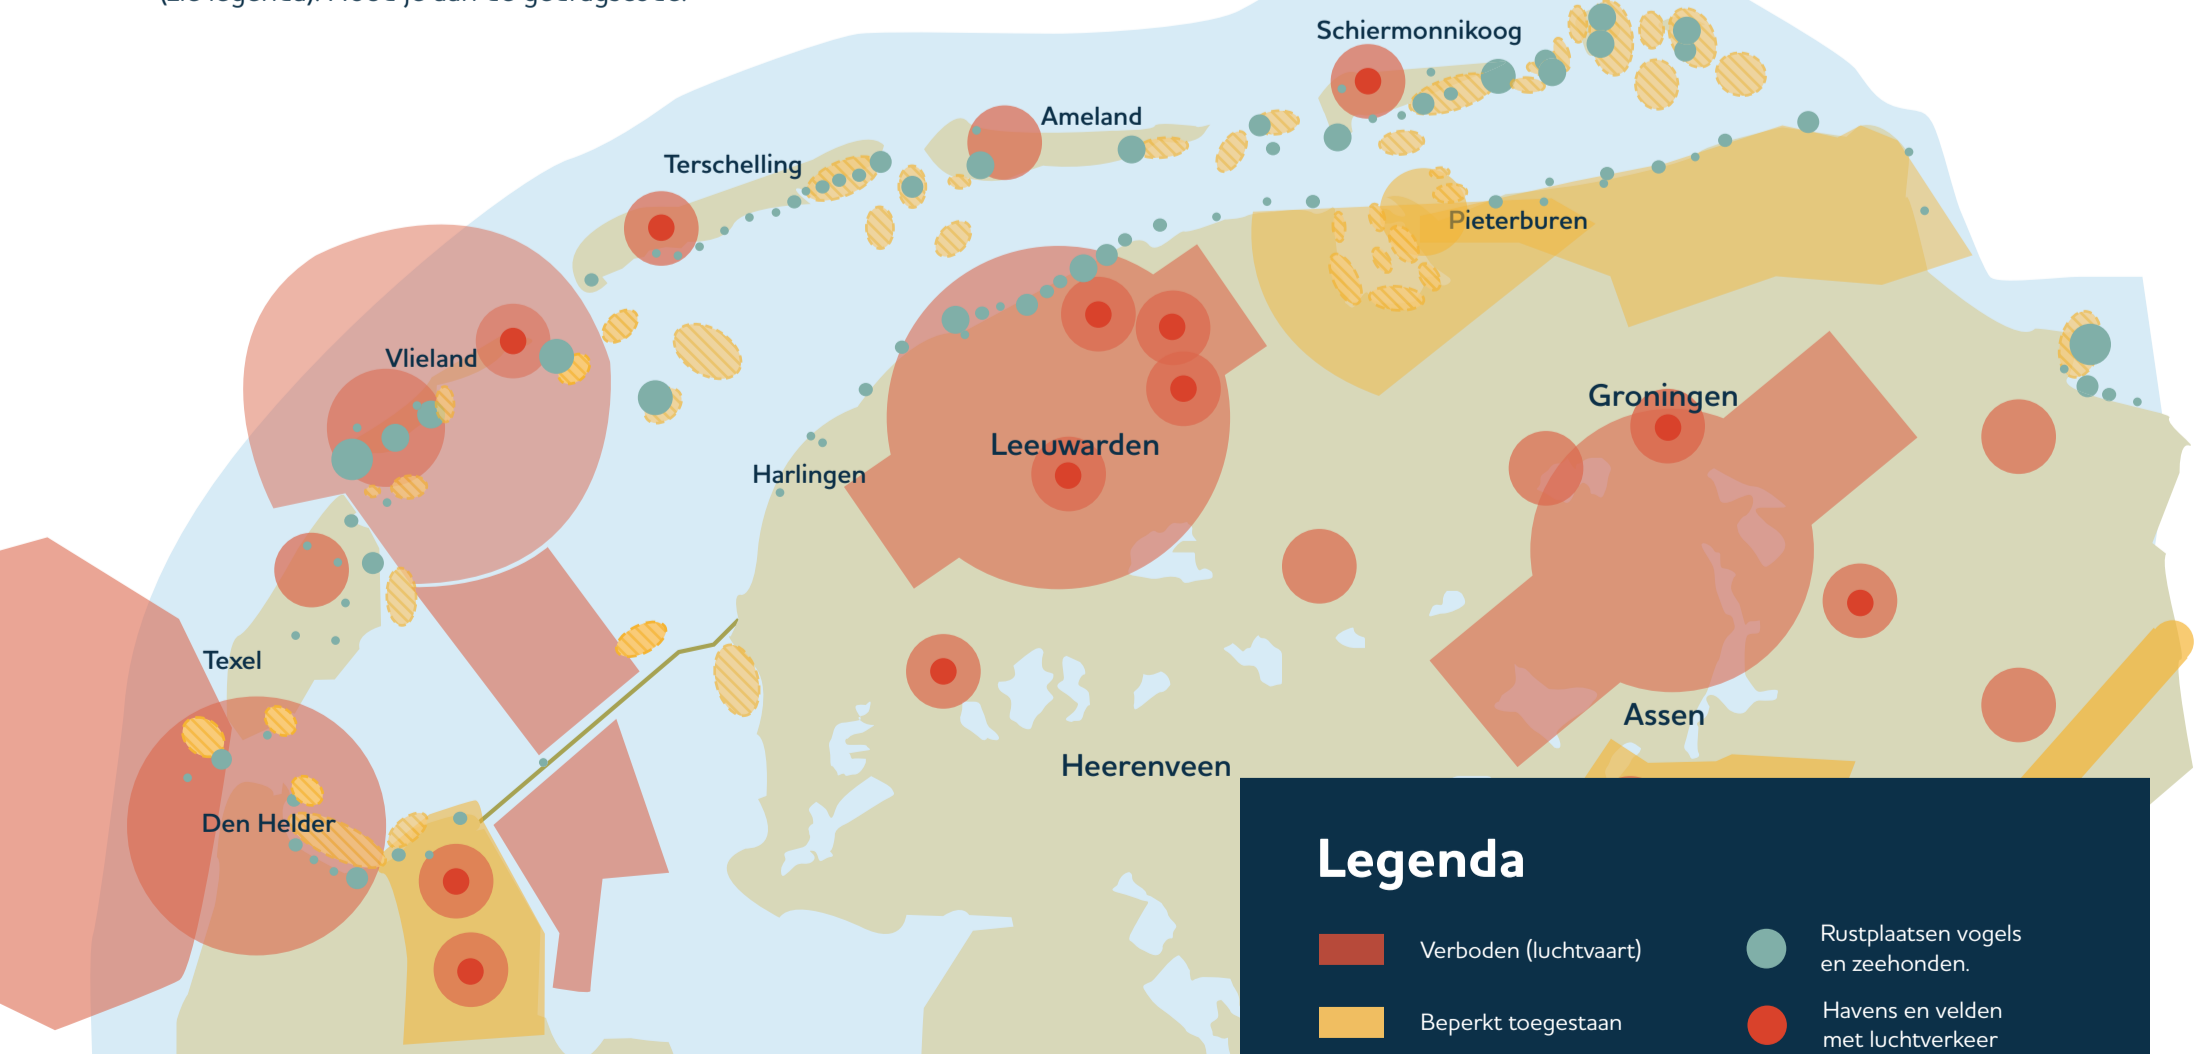 Schiermonnikoog
Ameland
Terschelling
Pieterburen
Vlieland
Groningen
Leeuwarden
Harlingen
Texel
Assen
Heerenveen
Den Helder
Legenda
Verboden (luchtvaart)
Rustplaatsen vogels
en zeehonden.
Beperkt toegestaan
Havens en velden
met luchtverkeer